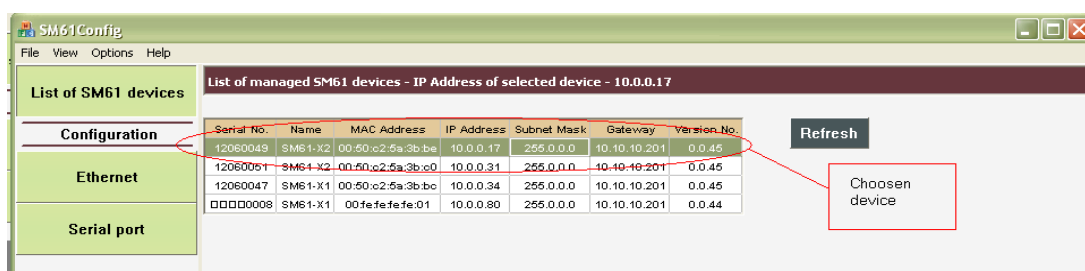 SM61Config
File View Options Help
List of SM61 devices
List of managed SM61 devices - IP Address of selected device - 10.0.0.17
Configuration
Ethernet
Serial port
Serial No. Name MAC Address IP Address Subnet Mask Gateway Version No.
12060049 SM61-X2 00:50:c2:5a:3b:be 10.0.0.17 255.0.0.0 10.10.10.201 0.0.45
12060051 SM61-X2 00:50:c2:5a:3b:c0 10.0.0.31 255.0.0.0 10.10.10.201 0.0.45
12060047 SM61-X1 00:50:c2:5a:3b:bc 10.0.0.34 255.0.0.0 10.10.10.201 0.0.45
□□□□0008 SM61-X1 00:fe:fe:fe:fe:01 10.0.0.80 255.0.0.0 10.10.10.201 0.0.44
Refresh
Choosen
device